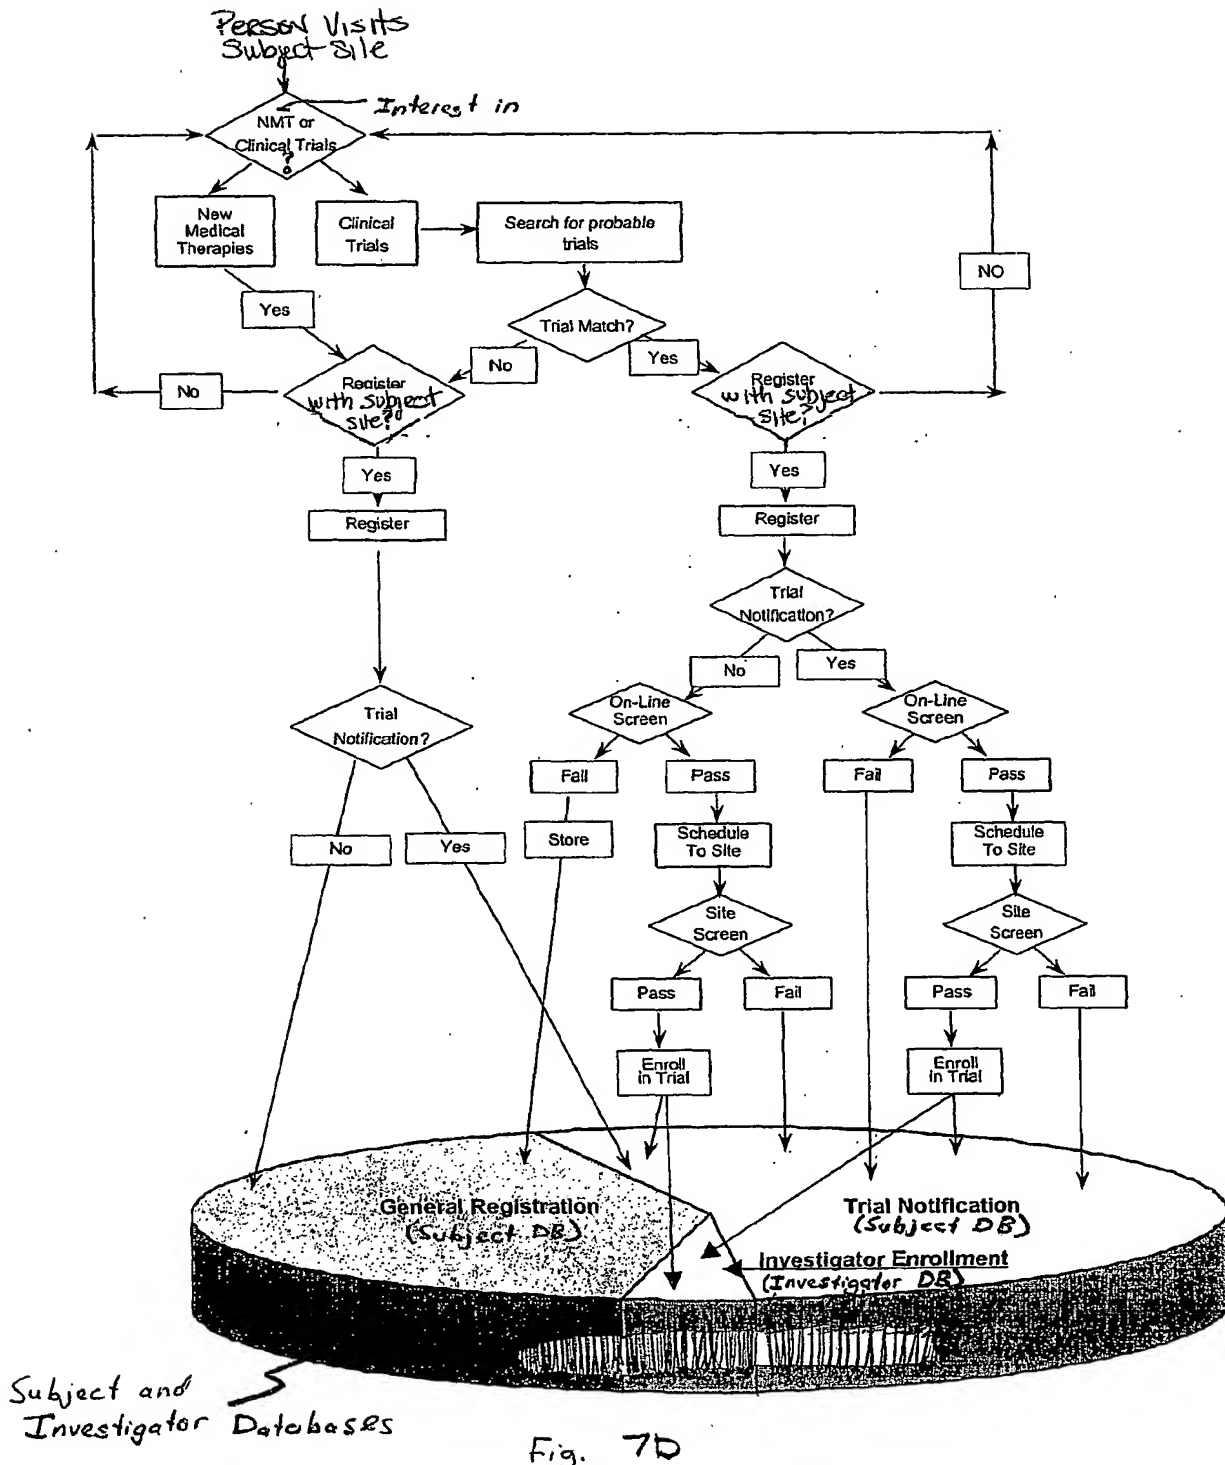 Person Visits
Subject Site
Interest in
NMT or
Clinical Trials
?
New
Medical
Therapies
Clinical
Trials
Search for probable
trials
NO
Yes
Trial Match?
No
Yes
No
Register
with subject
site?
Register
with subject
site?
Yes
Yes
Register
Register
Trial
Notification?
No
Yes
On-Line
Screen
On-Line
Screen
Trial
Notification?
Fail
Pass
Fail
Pass
No
Yes
Store
Schedule
To Site
Schedule
To Site
Site
Screen
Site
Screen
Pass
Fail
Pass
Fail
Enroll
in Trial
Enroll
in Trial
General Registration
(Subject DB)
Trial Notification
(Subject DB)
Investigator Enrollment
(Investigator DB)
Subject and
Investigator Databases
Fig. 7D